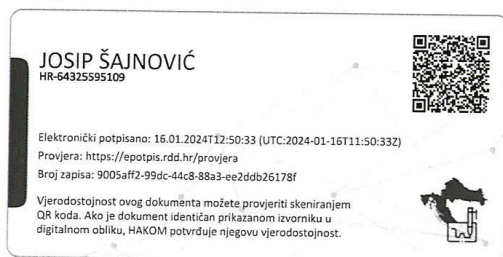 JOSIP ŠAJNOVIĆ
HR-64325595109
Elektronički potpisano: 16.01.2024T12:50:33 (UTC:2024-01-16T11:50:33Z)
Provjera: https://epotpis.rdd.hr/provjera
Broj zapisa: 9005aff2-99dc-44c8-88a3-ee2ddb26178f
Vjerodostojnost ovog dokumenta možete provjeriti skeniranjem
QR koda. Ako je dokument identičan prikazanom izvorniku u
digitalnom obliku, HAKOM potvrđuje njegovu vjerodostojnost.